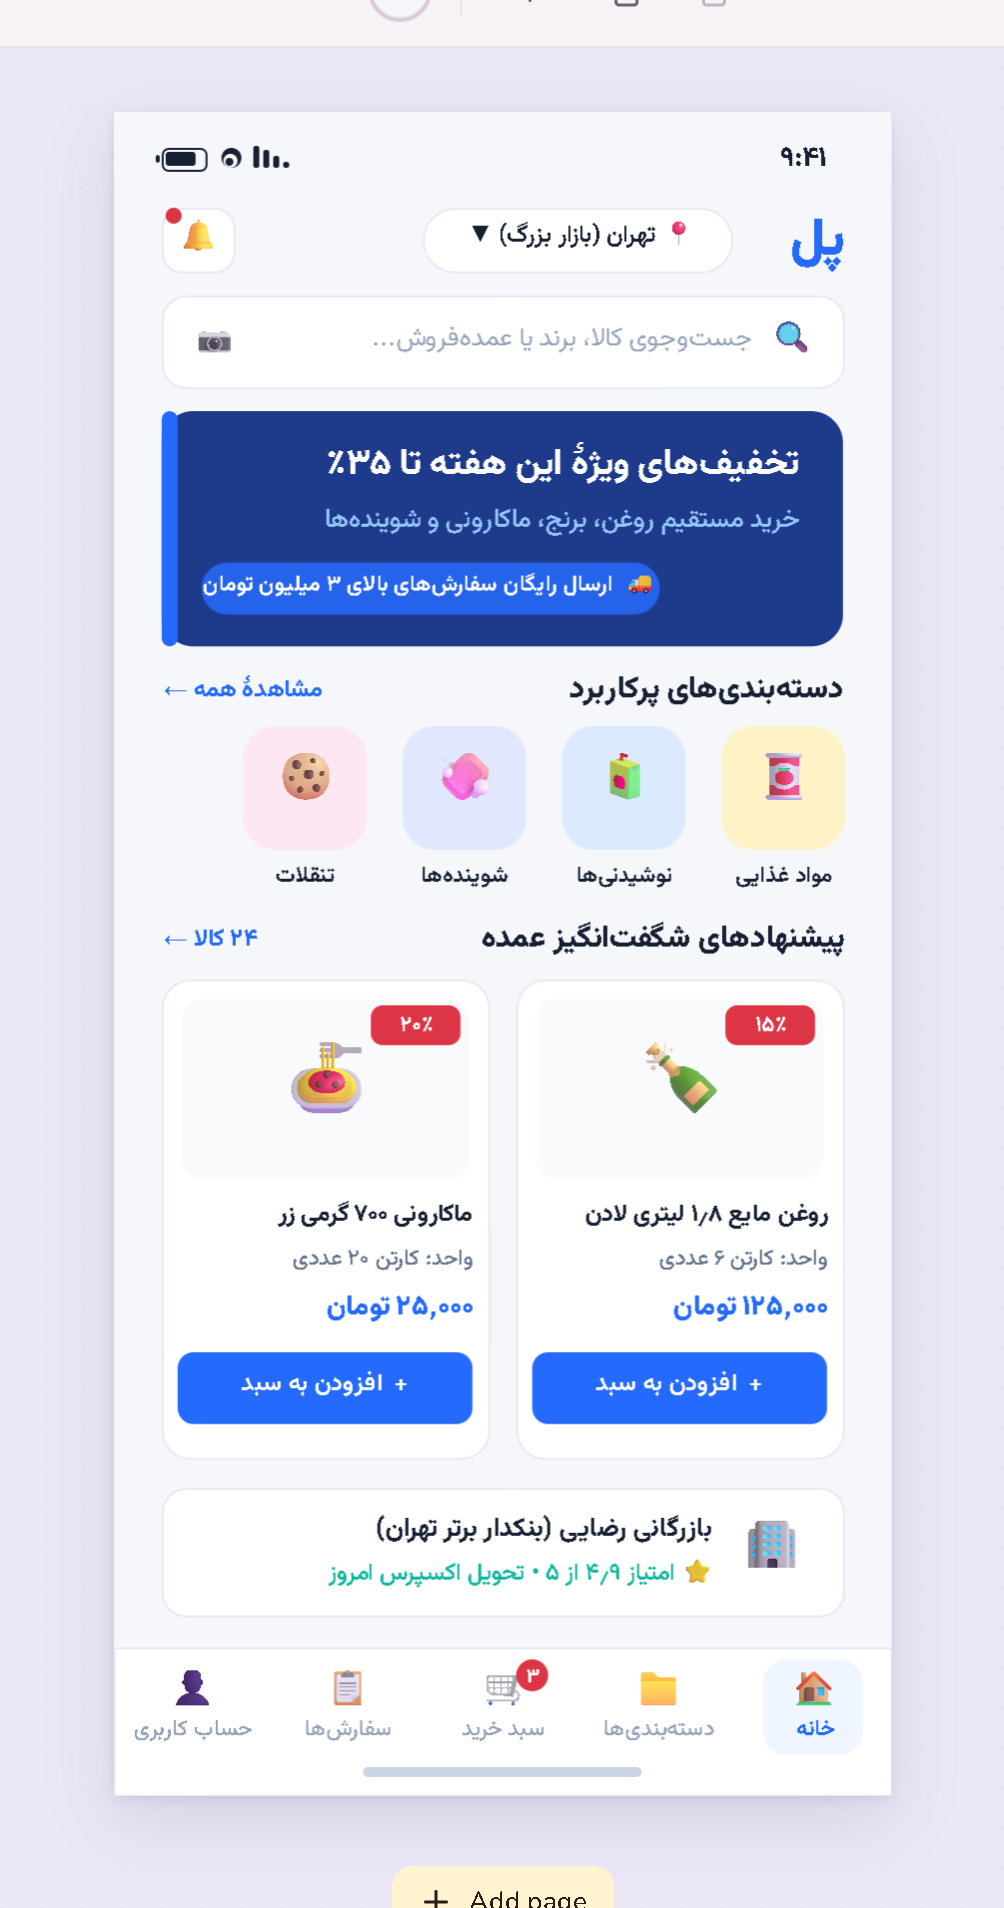 ۹:۴۱
پل
تهران (بازار بزرگ) ▼
جست‌وجوی کالا، برند یا عمده‌فروش...
تخفیف‌های ویژهٔ این هفته تا ۳۵٪
خرید مستقیم روغن، برنج، ماکارونی و شوینده‌ها
ارسال رایگان سفارش‌های بالای ۳ میلیون تومان
دسته‌بندی‌های پرکاربرد
مشاهدهٔ همه ←
مواد غذایی
نوشیدنی‌ها
شوینده‌ها
تنقلات
پیشنهادهای شگفت‌انگیز عمده
۲۴ کالا ←
۱۵٪
روغن مایع ۱٫۸ لیتری لادن
واحد: کارتن ۶ عددی
۱۲۵,۰۰۰ تومان
+ افزودن به سبد
۲۰٪
ماکارونی ۷۰۰ گرمی زر
واحد: کارتن ۲۰ عددی
۲۵,۰۰۰ تومان
+ افزودن به سبد
بازرگانی رضایی (بنکدار برتر تهران)
امتیاز ۴٫۹ از ۵ • تحویل اکسپرس امروز
خانه
دسته‌بندی‌ها
۳
سبد خرید
سفارش‌ها
حساب کاربری
+ Add page